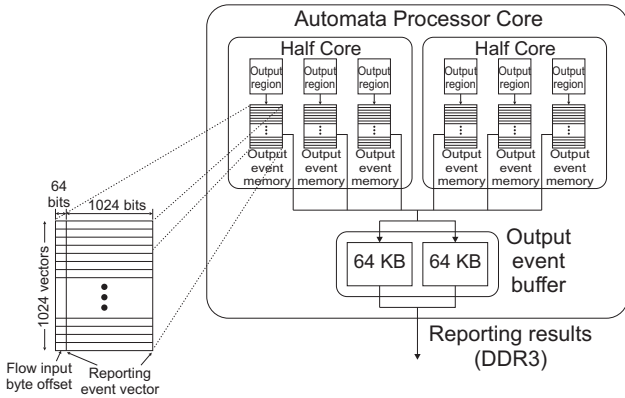 Automata Processor Core
Half Core
Half Core
Output region
Output region
Output region
Output region
Output region
Output region
Output event memory
Output event memory
Output event memory
Output event memory
Output event memory
Output event memory
64 bits
1024 bits
1024 vectors
Flow input byte offset
Reporting event vector
64 KB
64 KB
Output event buffer
Reporting results (DDR3)